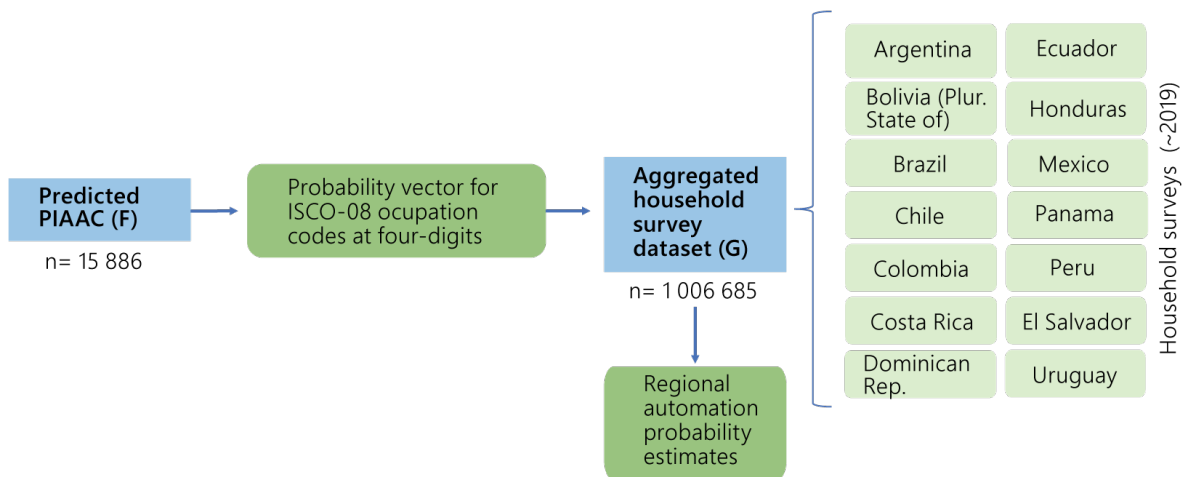 Predicted
PIAAC (F)
n= 15 886
Probability vector for
ISCO-08 ocupation
codes at four-digits
Aggregated
household
survey
dataset (G)
n= 1 006 685
Regional
automation
probability
estimates
Argentina
Ecuador
Bolivia (Plur.
State of)
Honduras
Brazil
Mexico
Chile
Panama
Colombia
Peru
Costa Rica
El Salvador
Dominican
Rep.
Uruguay
Household surveys (~2019)